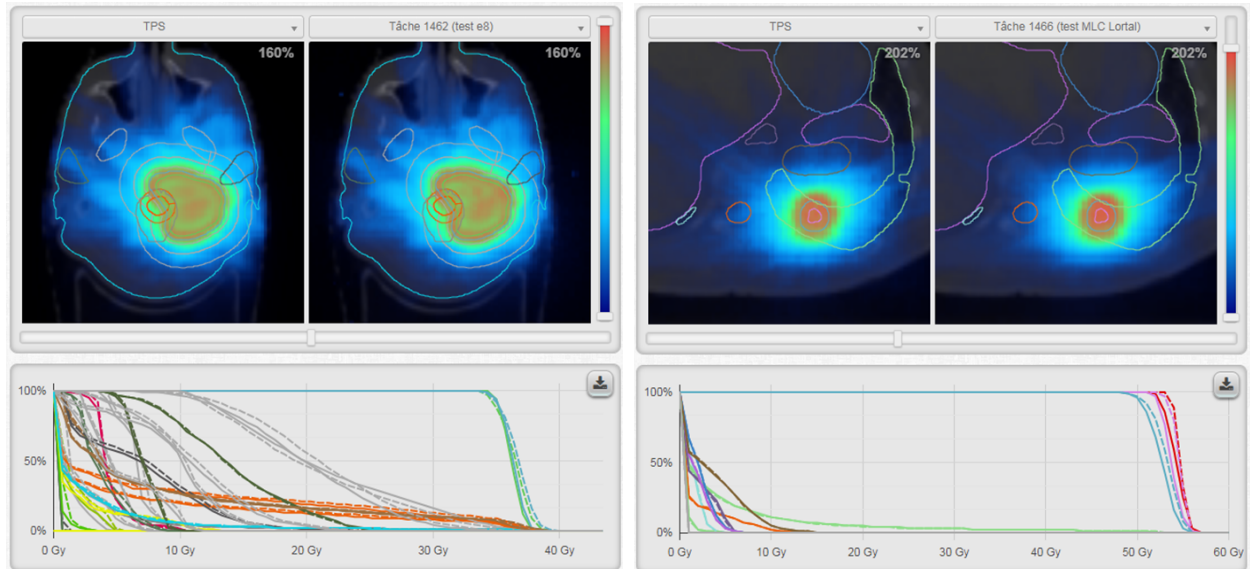 TPS
Tâche 1462 (test e8)
160%
160%
100%
50%
0%
0 Gy
10 Gy
20 Gy
30 Gy
40 Gy
TPS
Tâche 1466 (test MLC Lortal)
202%
202%
100%
50%
0%
0 Gy
10 Gy
20 Gy
30 Gy
40 Gy
50 Gy
60 Gy